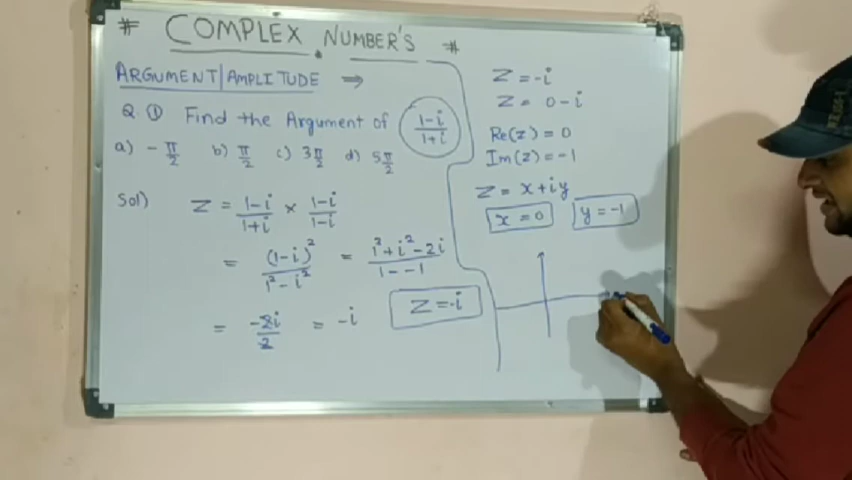 # COMPLEX NUMBER'S #
ARGUMENT/AMPLITUDE ⇒
Q ① Find the Argument of (1-i)/(1+i)
a) -π/2 b) π/2 c) 3π/2 d) 5π/2
Sol) Z = (1-i)/(1+i) × (1-i)/(1-i)
= (1-i)²/(1²-i²) = (1²+i²-2i)/(1--1)
= -2i/2 = -i
Z=-i
Z = -i
Z = 0-i
Re(z) = 0
Im(z) = -1
Z = x+iy
x=0 y=-1